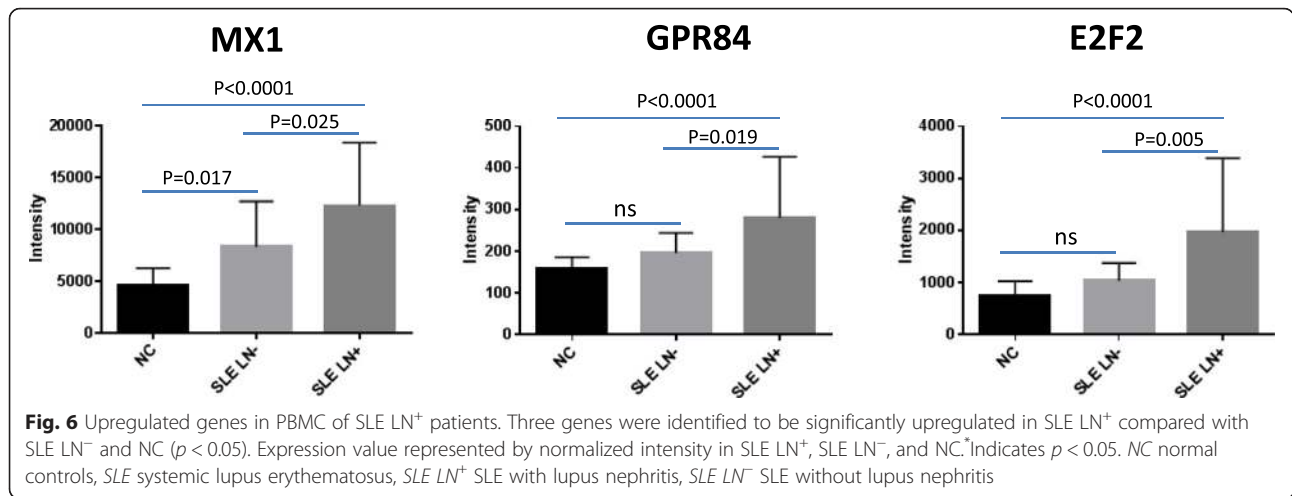 MX1
GPR84
E2F2
P<0.0001
P=0.025
P=0.017
20000
15000
10000
5000
0
Intensity
NC
SLE LN-
SLE LN+
P<0.0001
P=0.019
ns
500
400
300
200
100
0
Intensity
NC
SLE LN-
SLE LN+
P<0.0001
P=0.005
ns
4000
3000
2000
1000
0
Intensity
NC
SLE LN-
SLE LN+
Fig. 6 Upregulated genes in PBMC of SLE LN⁺ patients. Three genes were identified to be significantly upregulated in SLE LN⁺ compared with
SLE LN⁻ and NC (p < 0.05). Expression value represented by normalized intensity in SLE LN⁺, SLE LN⁻, and NC.*Indicates p < 0.05. NC normal
controls, SLE systemic lupus erythematosus, SLE LN⁺ SLE with lupus nephritis, SLE LN⁻ SLE without lupus nephritis